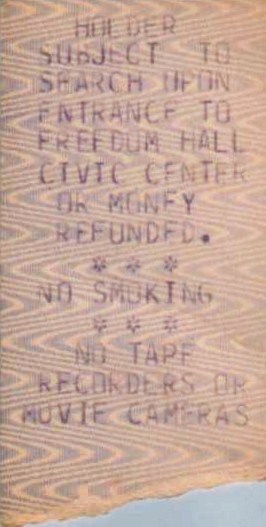 HOLDER
SUBJECT TO
SEARCH UPON
ENTRANCE TO
FREEDOM HALL
CIVIC CENTER
OR MONEY
REFUNDED.
* * *
NO SMOKING
* * *
NO TAPE
RECORDERS OR
MOVIE CAMERAS